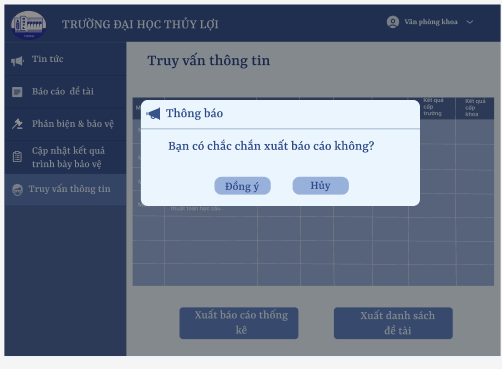 TRƯỜNG ĐẠI HỌC THỦY LỢI
Văn phòng khoa
Tin tức
Báo cáo đề tài
Phản biện & bảo vệ
Cập nhật kết quả
trình bày bảo vệ
Truy vấn thông tin
Truy vấn thông tin
Kết quả
cấp
trường
Kết quả
cấp
khoa
Thông báo
Bạn có chắc chắn xuất báo cáo không?
Đồng ý
Hủy
Xuất báo cáo thống
kê
Xuất danh sách
đề tài